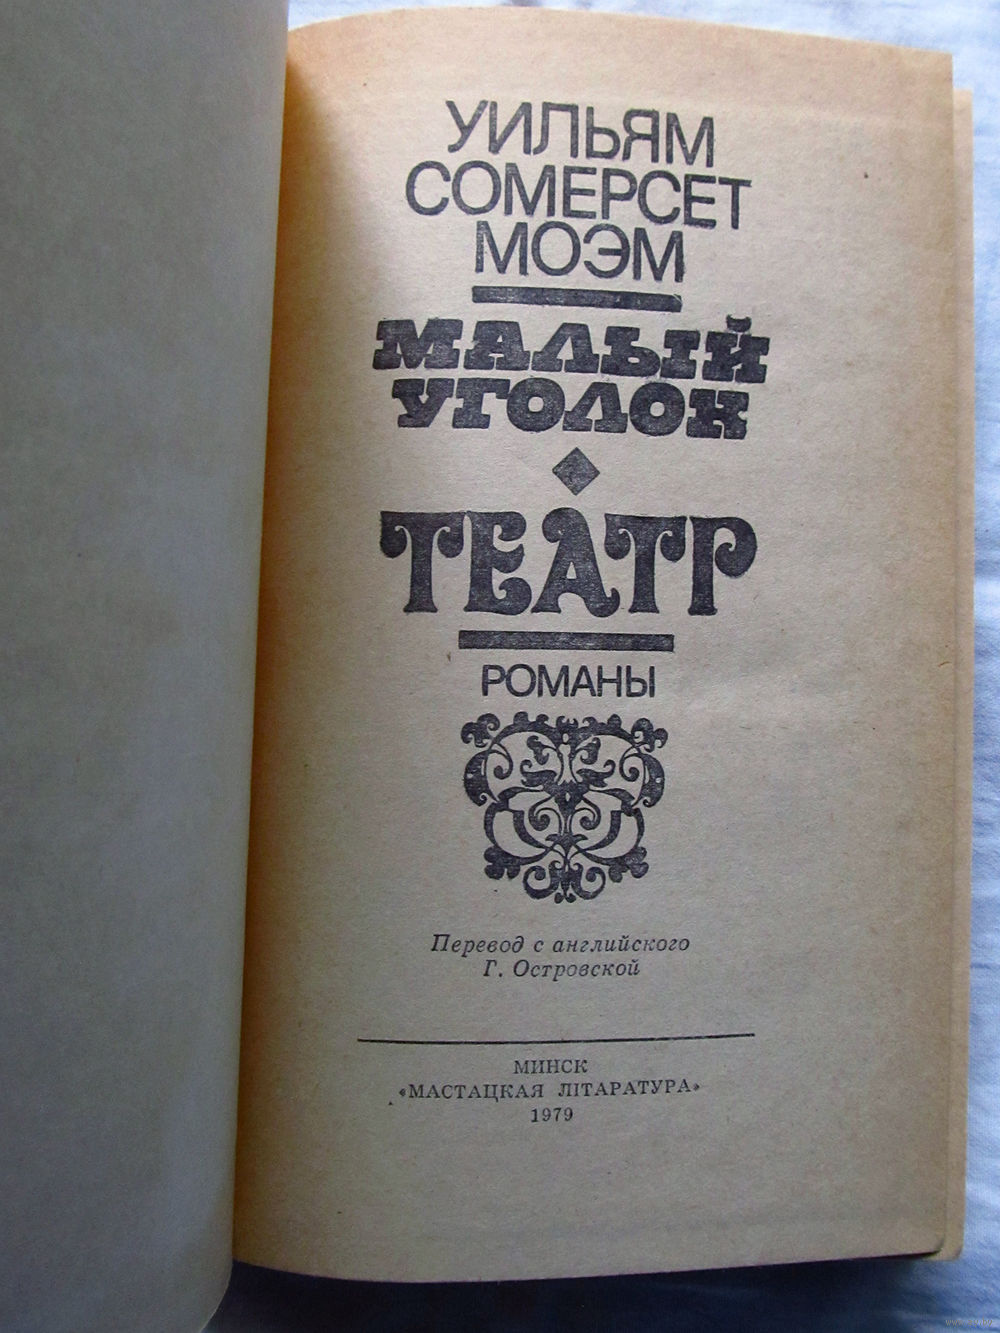 УИЛЬЯМ
СОМЕРСЕТ
МОЭМ
МАЛЫЙ
УГОЛОК
ТЕАТР
РОМАНЫ
Перевод с английского
Г. Островской
МИНСК
«МАСТАЦКАЯ ЛІТАРАТУРА»
1979